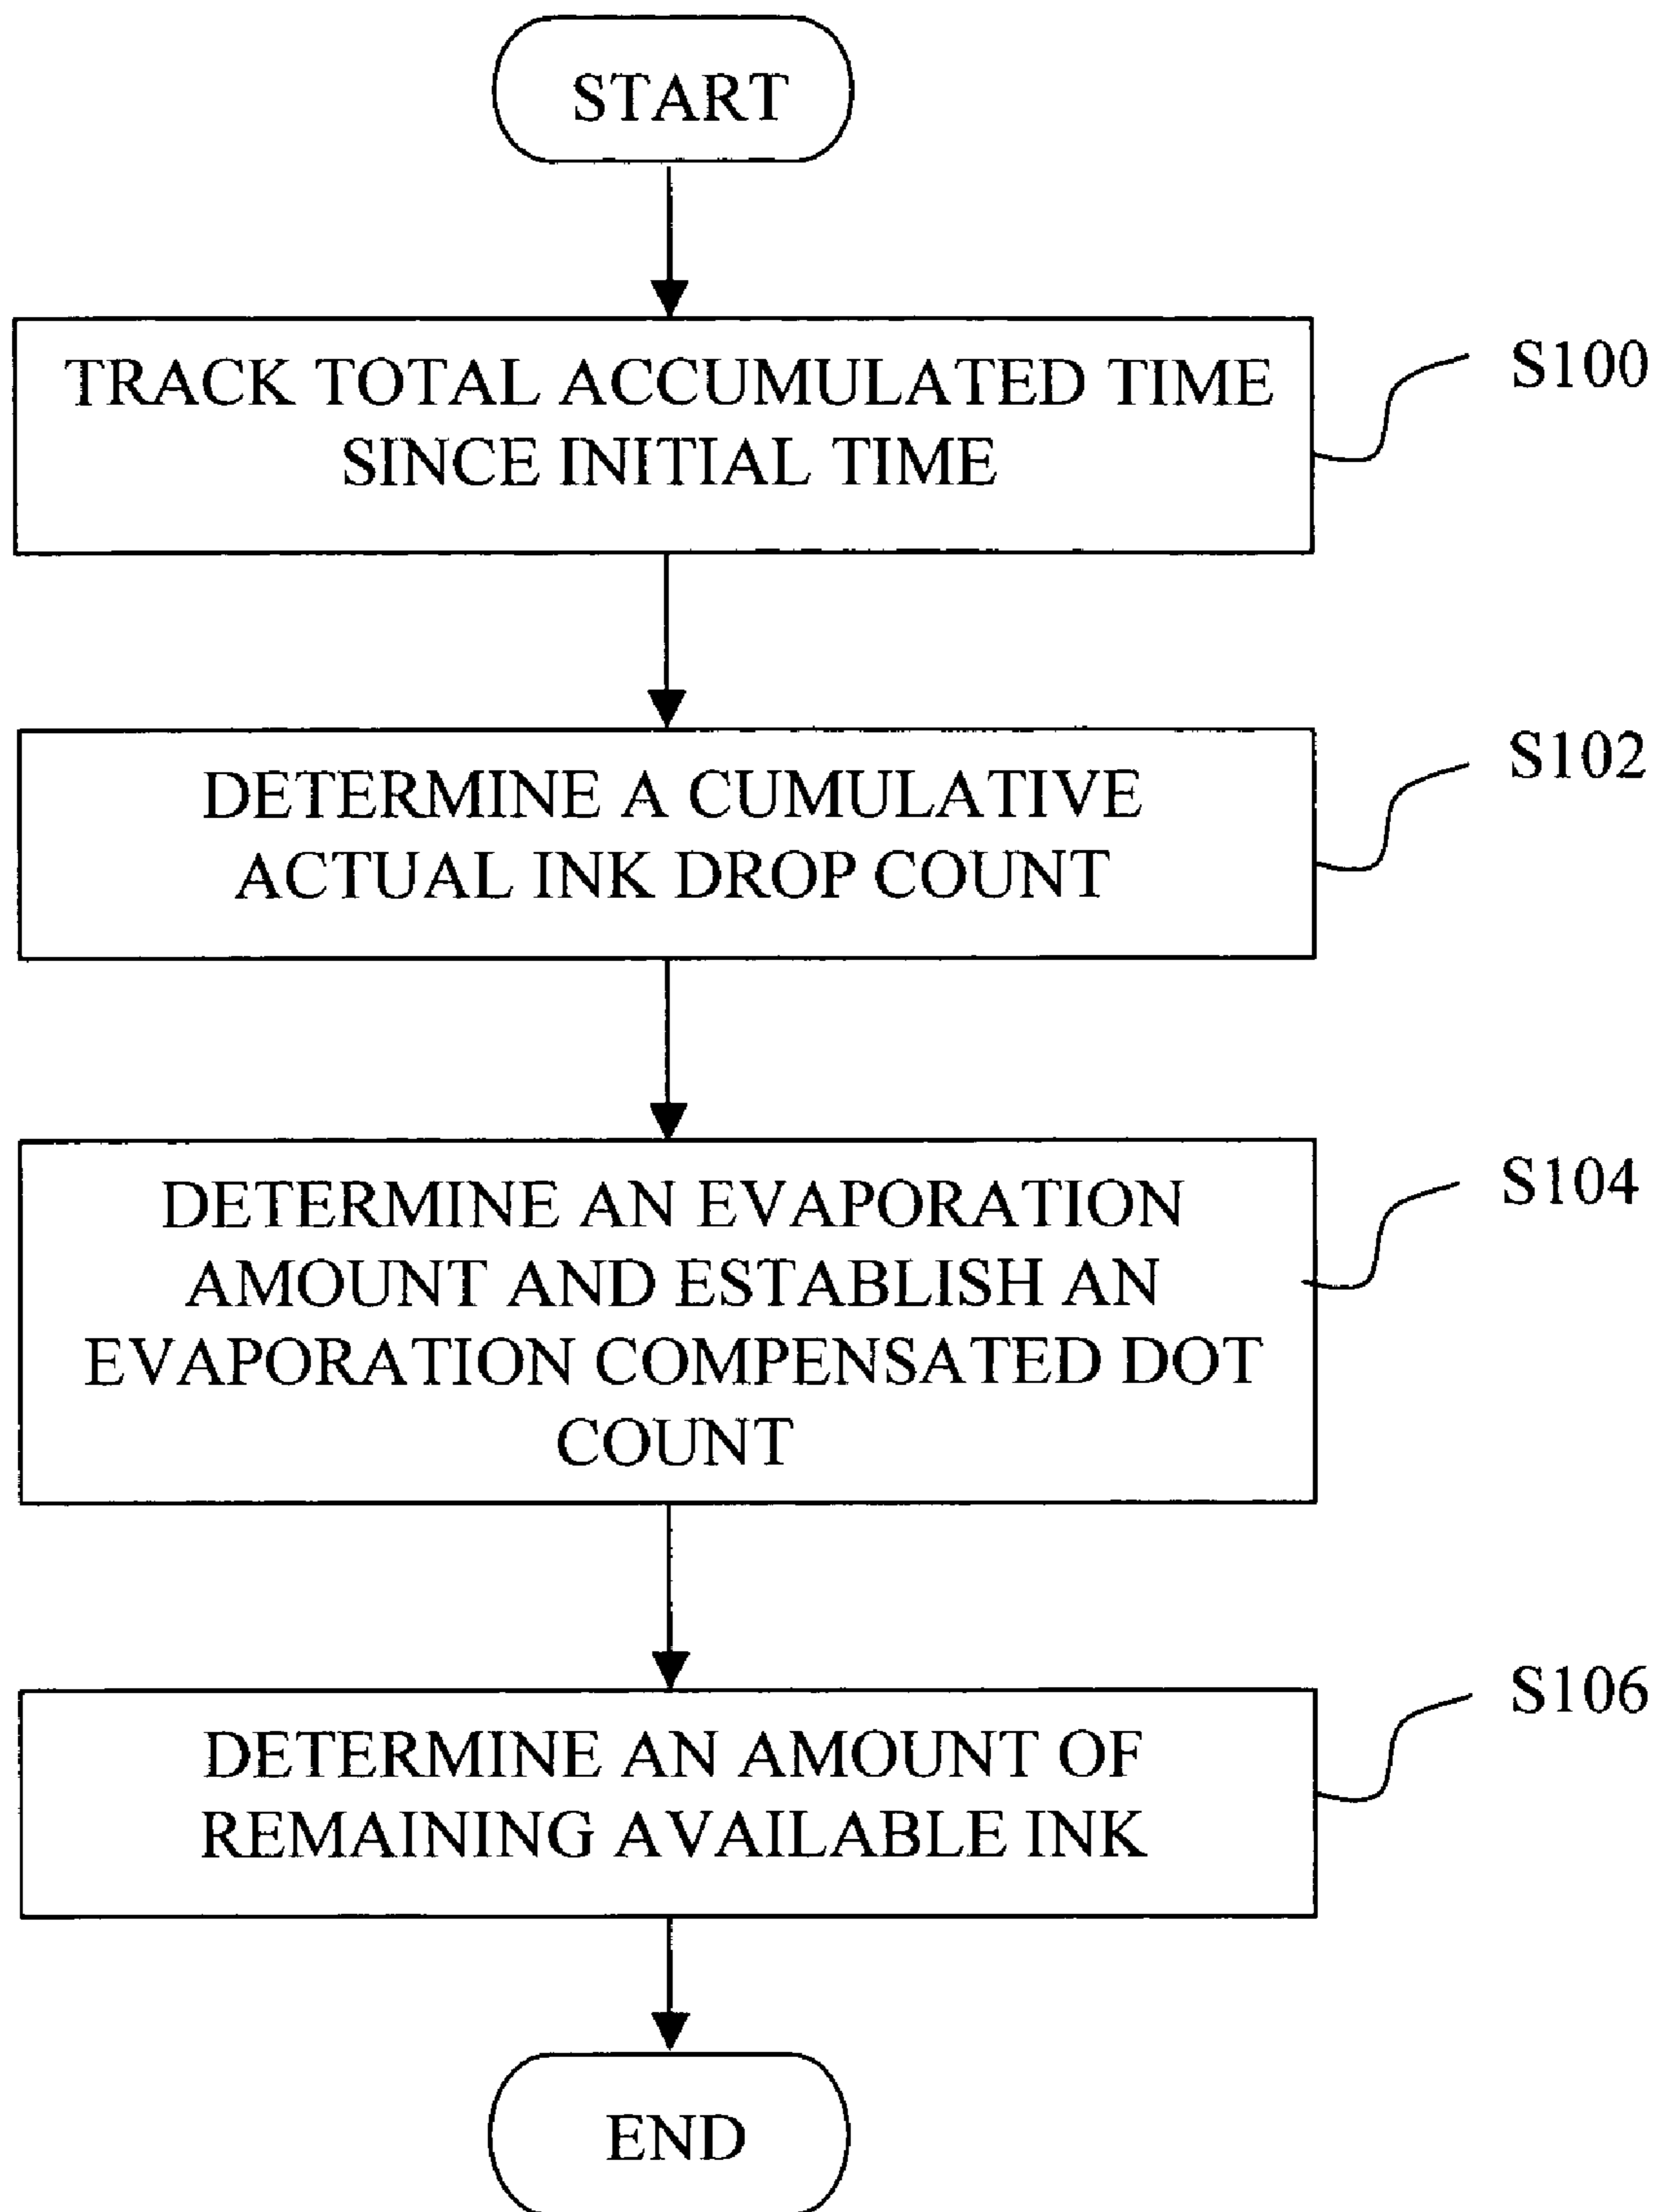 START
TRACK TOTAL ACCUMULATED TIME
SINCE INITIAL TIME
S100
DETERMINE A CUMULATIVE
ACTUAL INK DROP COUNT
S102
DETERMINE AN EVAPORATION
AMOUNT AND ESTABLISH AN
EVAPORATION COMPENSATED DOT
COUNT
S104
DETERMINE AN AMOUNT OF
REMAINING AVAILABLE INK
S106
END